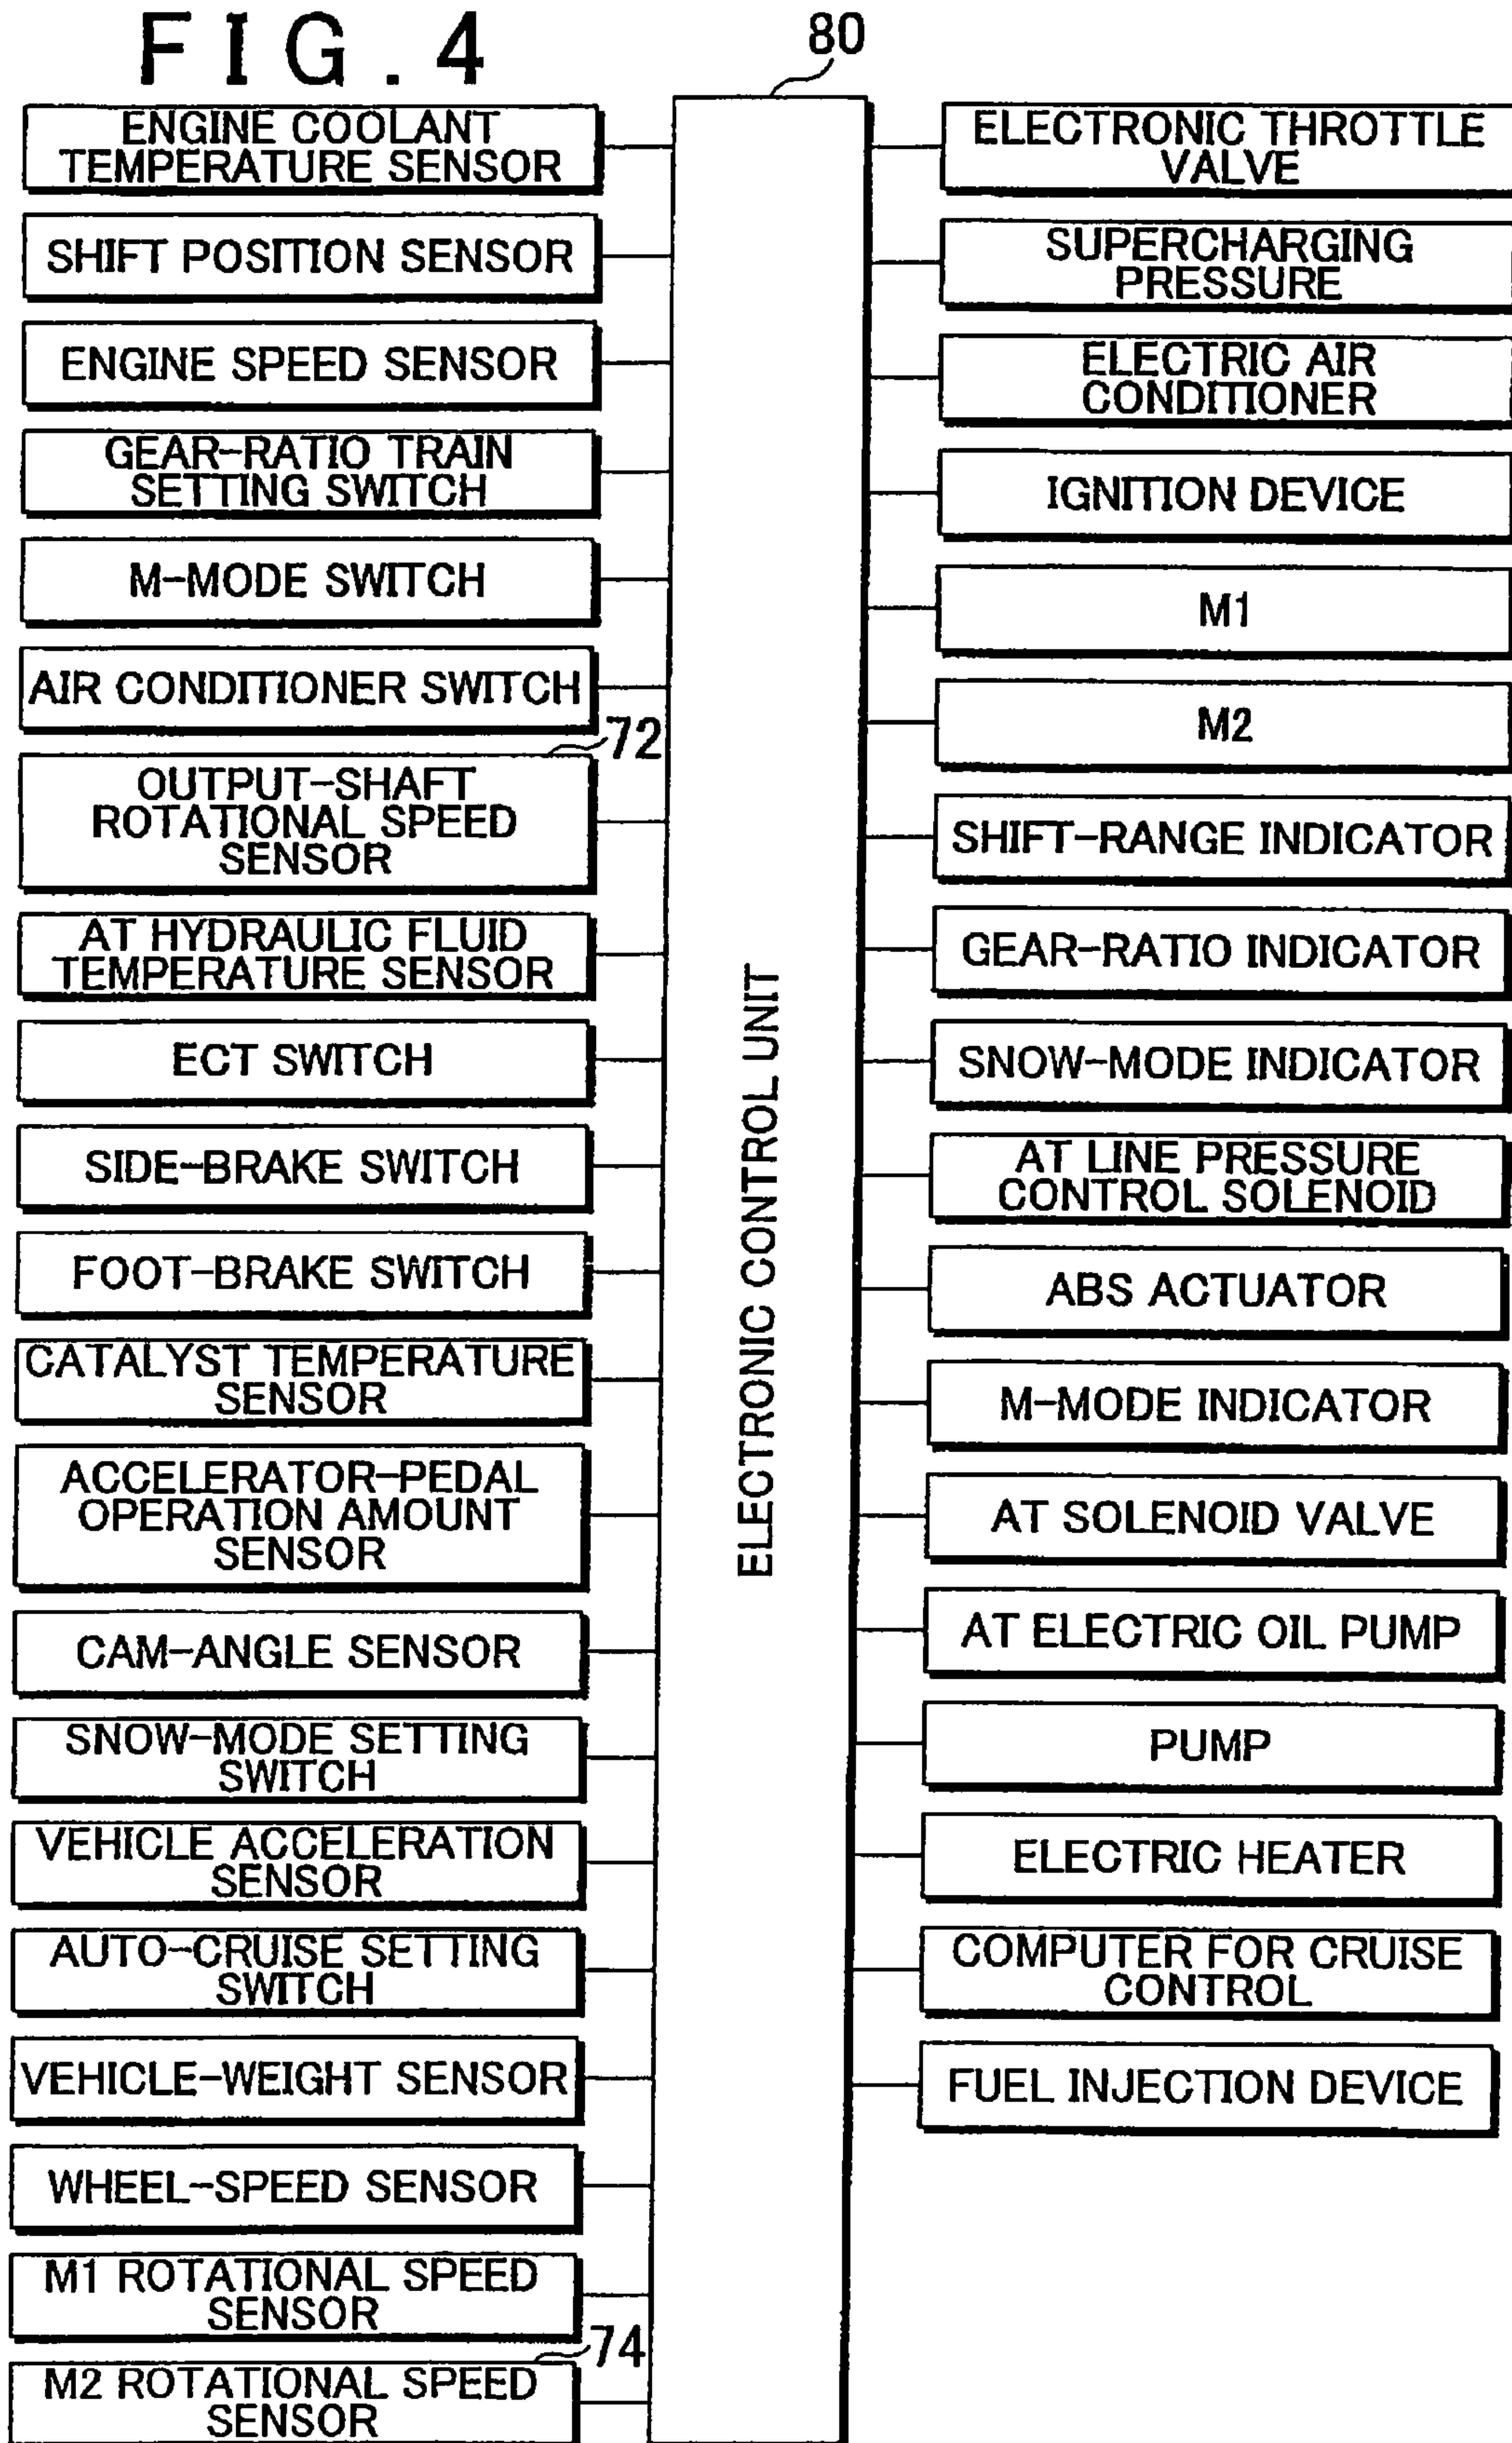 FIG.4
80
ENGINE COOLANT
TEMPERATURE SENSOR
SHIFT POSITION SENSOR
ENGINE SPEED SENSOR
GEAR-RATIO TRAIN
SETTING SWITCH
M-MODE SWITCH
AIR CONDITIONER SWITCH
72
OUTPUT-SHAFT
ROTATIONAL SPEED
SENSOR
AT HYDRAULIC FLUID
TEMPERATURE SENSOR
ECT SWITCH
SIDE-BRAKE SWITCH
FOOT-BRAKE SWITCH
CATALYST TEMPERATURE
SENSOR
ACCELERATOR-PEDAL
OPERATION AMOUNT
SENSOR
CAM-ANGLE SENSOR
SNOW-MODE SETTING
SWITCH
VEHICLE ACCELERATION
SENSOR
AUTO-CRUISE SETTING
SWITCH
VEHICLE-WEIGHT SENSOR
WHEEL-SPEED SENSOR
M1 ROTATIONAL SPEED
SENSOR
74
M2 ROTATIONAL SPEED
SENSOR
ELECTRONIC CONTROL UNIT
ELECTRONIC THROTTLE
VALVE
SUPERCHARGING
PRESSURE
ELECTRIC AIR
CONDITIONER
IGNITION DEVICE
M1
M2
SHIFT-RANGE INDICATOR
GEAR-RATIO INDICATOR
SNOW-MODE INDICATOR
AT LINE PRESSURE
CONTROL SOLENOID
ABS ACTUATOR
M-MODE INDICATOR
AT SOLENOID VALVE
AT ELECTRIC OIL PUMP
PUMP
ELECTRIC HEATER
COMPUTER FOR CRUISE
CONTROL
FUEL INJECTION DEVICE